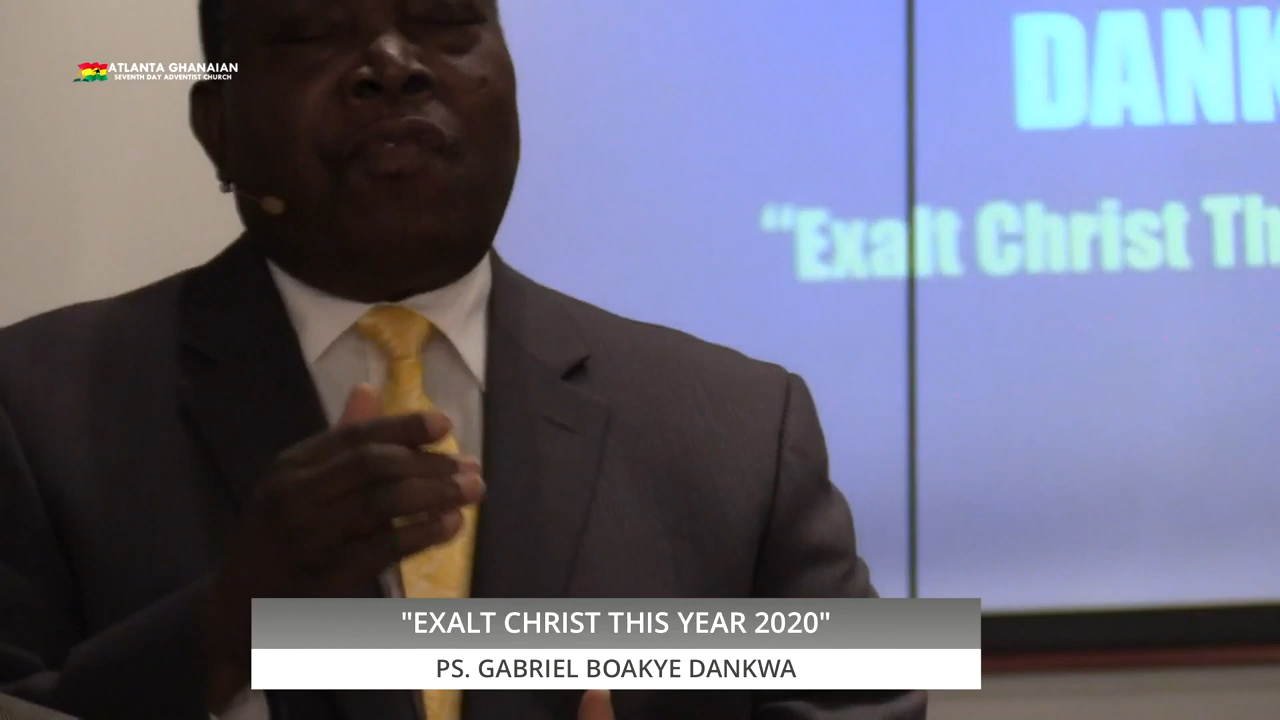 ATLANTA GHANAIAN
SEVENTH DAY ADVENTIST CHURCH
DANK
“Exalt Christ Th
"EXALT CHRIST THIS YEAR 2020"
PS. GABRIEL BOAKYE DANKWA